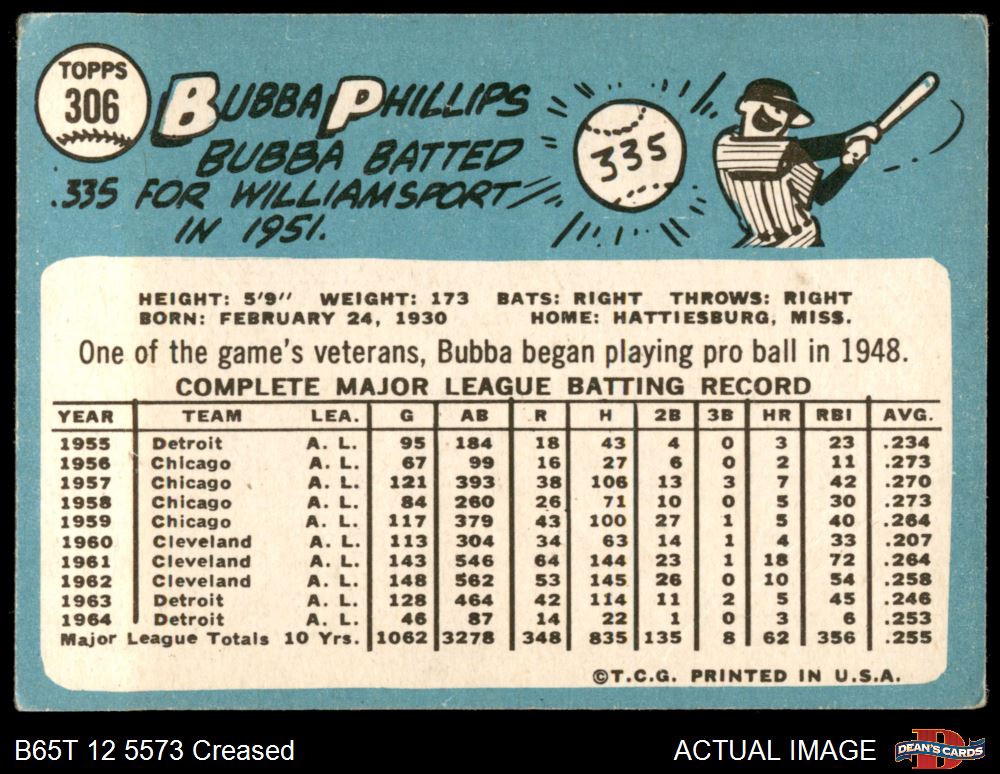 TOPPS
306
BUBBA PHILLIPS
BUBBA BATTED
.335 FOR WILLIAMSPORT
IN 1951.
335
HEIGHT: 5'9" WEIGHT: 173 BATS: RIGHT THROWS: RIGHT
BORN: FEBRUARY 24, 1930 HOME: HATTIESBURG, MISS.
One of the game's veterans, Bubba began playing pro ball in 1948.
COMPLETE MAJOR LEAGUE BATTING RECORD
YEAR TEAM LEA. G AB R H 2B 3B HR RBI AVG.
1955 Detroit A. L. 95 184 18 43 4 0 3 23 .234
1956 Chicago A. L. 67 99 16 27 6 0 2 11 .273
1957 Chicago A. L. 121 393 38 106 13 3 7 42 .270
1958 Chicago A. L. 84 260 26 71 10 0 5 30 .273
1959 Chicago A. L. 117 379 43 100 27 1 5 40 .264
1960 Cleveland A. L. 113 304 34 63 14 1 4 33 .207
1961 Cleveland A. L. 143 546 64 144 23 1 18 72 .264
1962 Cleveland A. L. 148 562 53 145 26 0 10 54 .258
1963 Detroit A. L. 128 464 42 114 11 2 5 45 .246
1964 Detroit A. L. 46 87 14 22 1 0 3 6 .253
Major League Totals 10 Yrs. 1062 3278 348 835 135 8 62 356 .255
©T.C.G. PRINTED IN U.S.A.
B65T 12 5573 Creased
ACTUAL IMAGE
DEAN'S CARDS